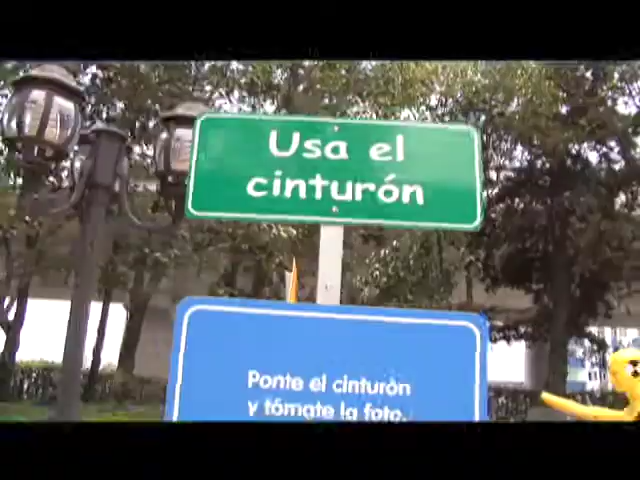 Usa el
cinturón
Ponte el cinturón
y tómate la foto.